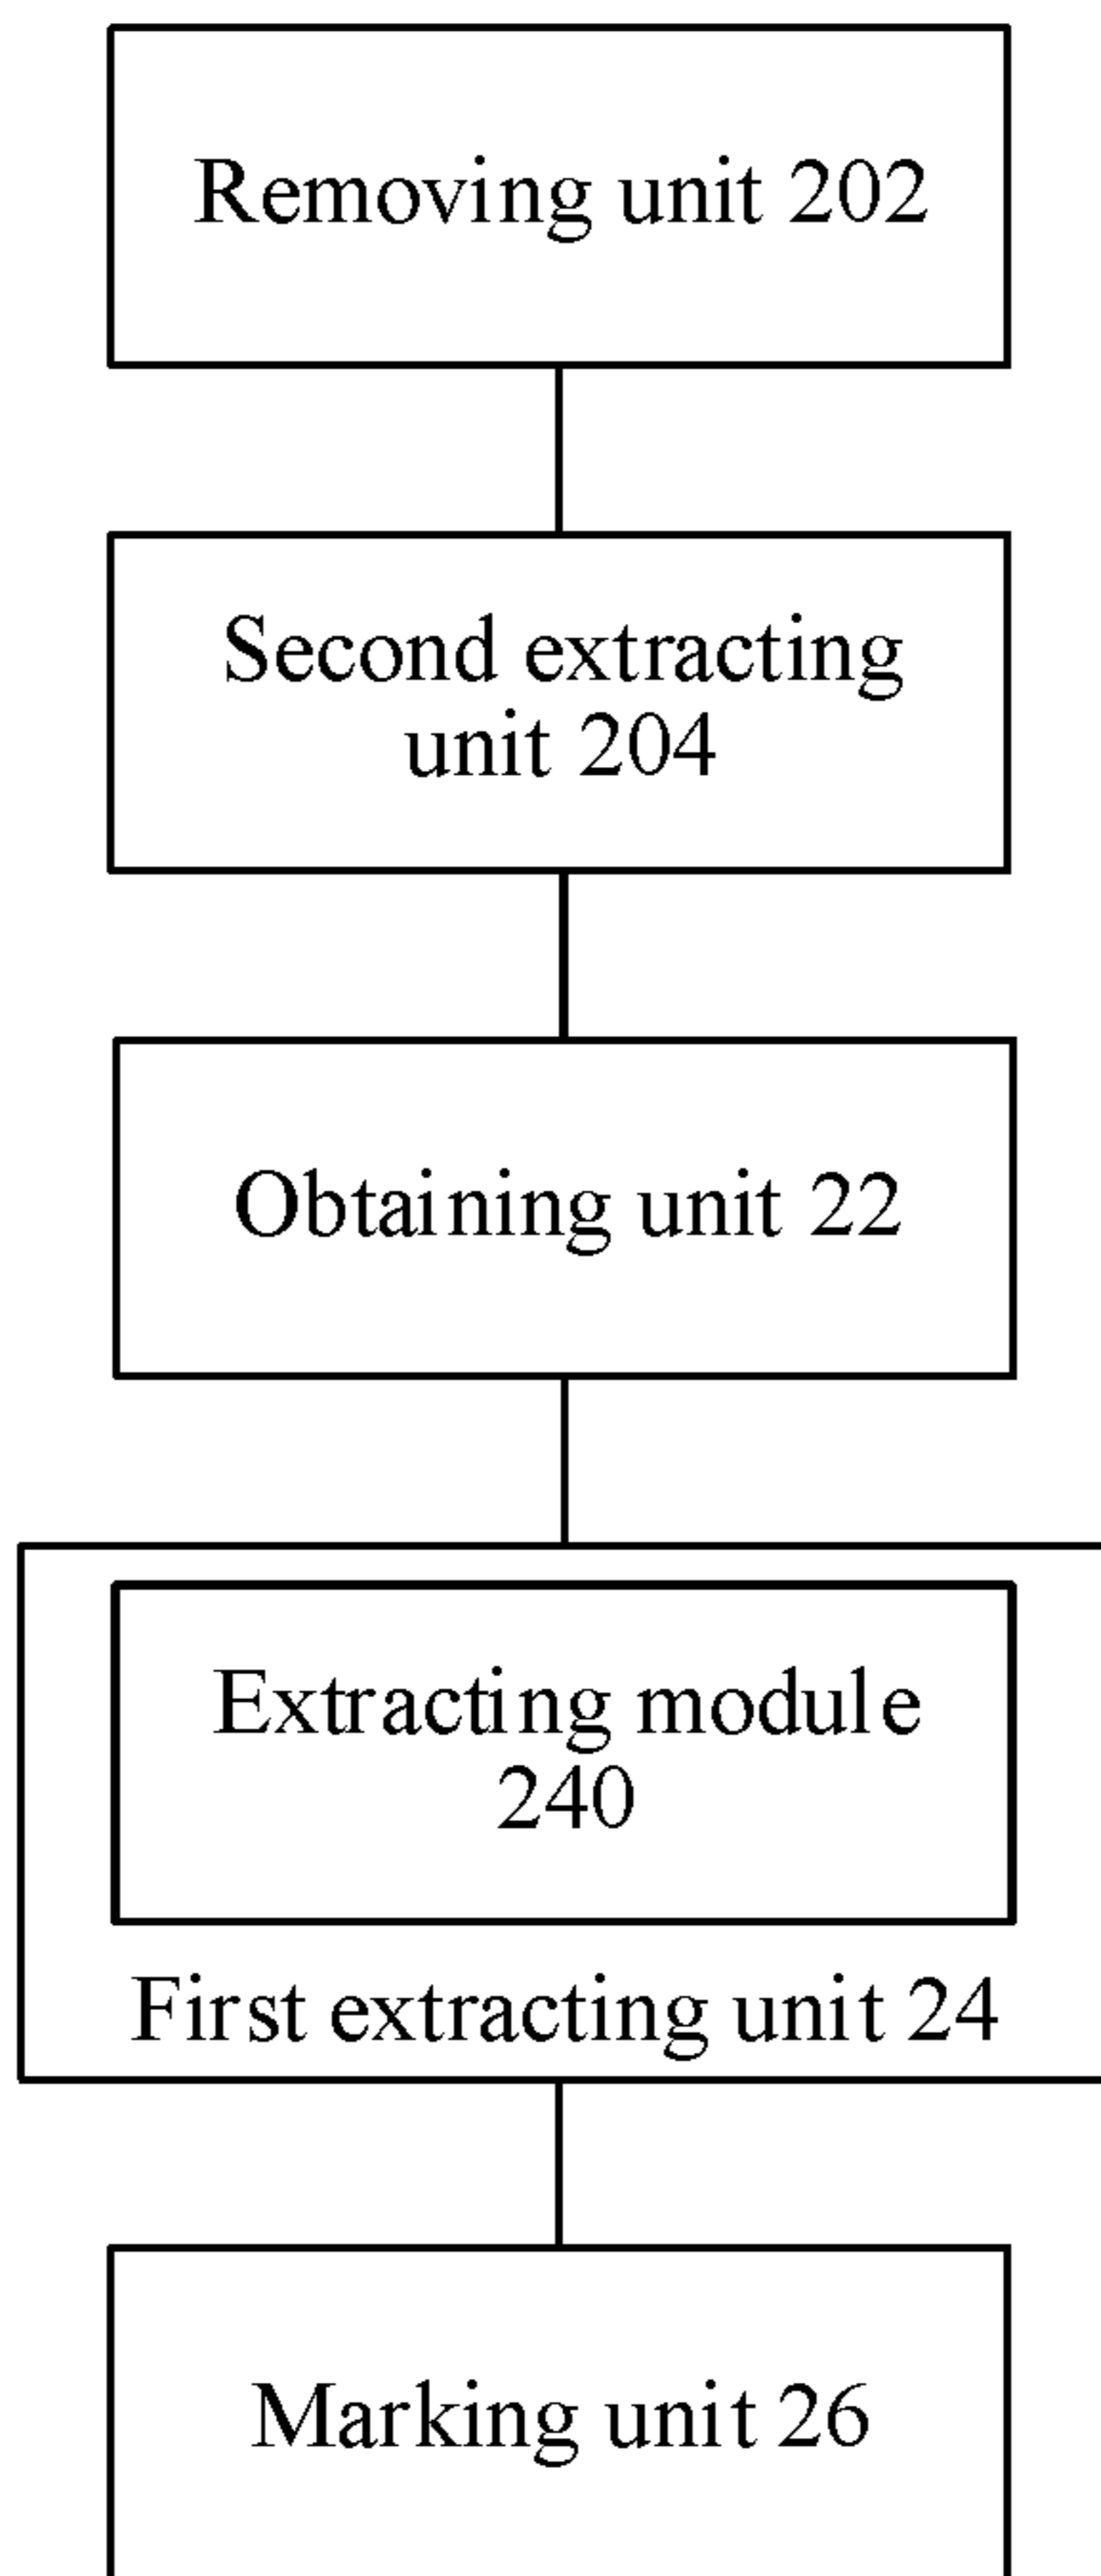 Removing unit 202
Second extracting
unit 204
Obtaining unit 22
Extracting module
240
First extracting unit 24
Marking unit 26